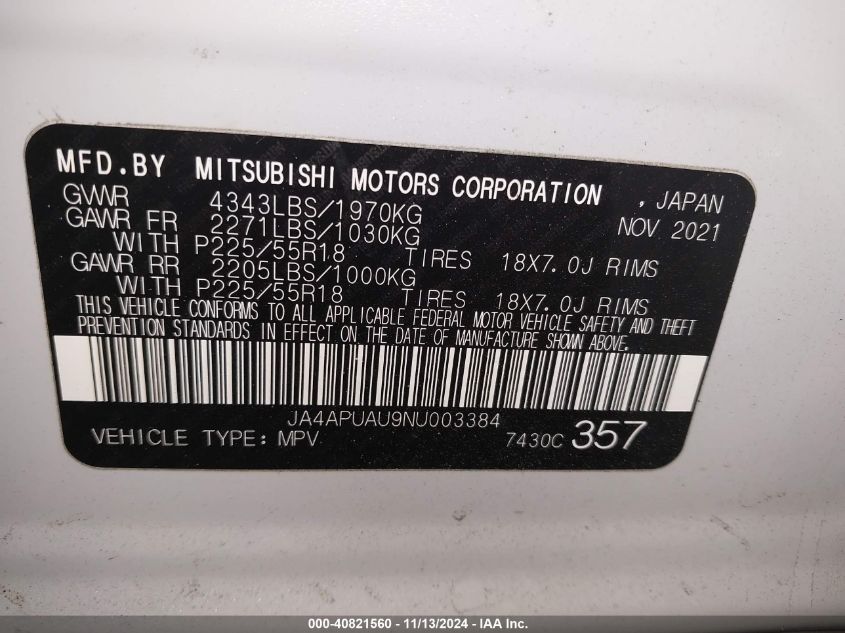 MFD.BY MITSUBISHI MOTORS CORPORATION , JAPAN
GVWR 4343LBS/1970KG NOV 2021
GAWR FR 2271LBS/1030KG
WITH P225/55R18 TIRES 18X7.0J RIMS
GAWR RR 2205LBS/1000KG
WITH P225/55R18 TIRES 18X7.0J RIMS
THIS VEHICLE CONFORMS TO ALL APPLICABLE FEDERAL MOTOR VEHICLE SAFETY AND THEFT
PREVENTION STANDARDS IN EFFECT ON THE DATE OF MANUFACTURE SHOWN ABOVE.
JA4APUAU9NU003384
VEHICLE TYPE: MPV 7430C 357
000-40821560 - 11/13/2024 - IAA Inc.